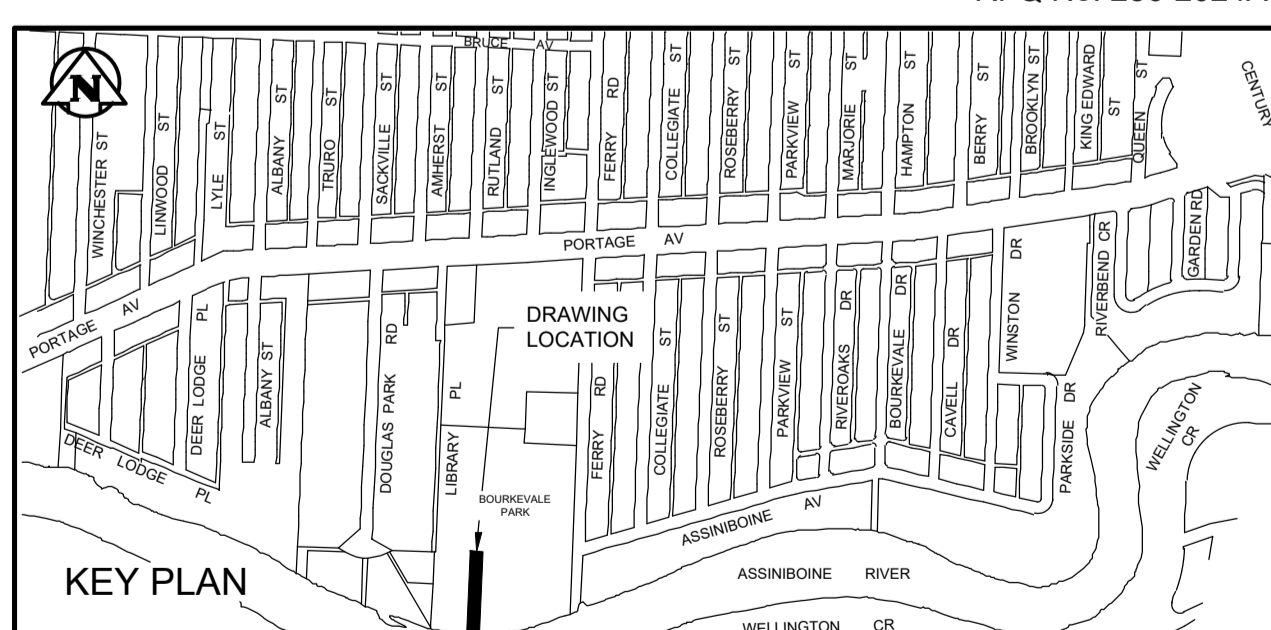 BRUCE AV
N
WINCHESTER ST
LINWOOD ST
LYLE ST
ALBANY ST
TRURO ST
SACKVILLE ST
AMHERST ST
RUTLAND ST
INGLEWOOD ST
FERRY RD
COLLEGIATE ST
ROSEBERRY ST
PARKVIEW ST
MARJORIE ST
HAMPTON ST
BERRY ST
BROOKLYN ST
KING EDWARD ST
QUEEN ST
CENTURY
PORTAGE AV
PORTAGE AV
GARDEN RD
RIVERBEND CR
WINSTON DR
DRAWING
LOCATION
DEER LODGE PL
ALBANY ST
DOUGLAS PARK RD
LIBRARY PL
FERRY RD
COLLEGIATE ST
ROSEBERRY ST
PARKVIEW ST
RIVEROAKS DR
BOURKEVALE DR
CAVELL DR
PARKSIDE DR
WELLINGTON CR
DEER LODGE PL
BOURKEVALE
PARK
ASSINIBOINE AV
KEY PLAN
ASSINIBOINE RIVER
WELLINGTON CR